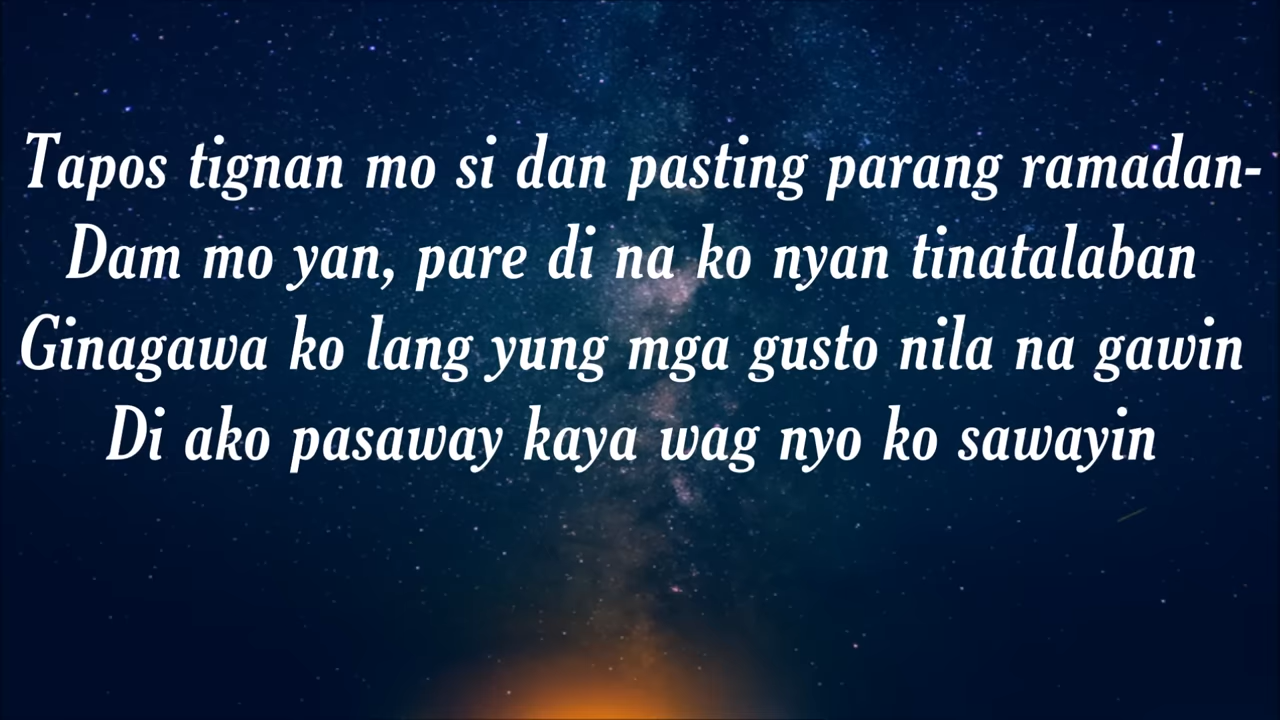 Tapos tignan mo si dan pasting parang ramadan-
Dam mo yan, pare di na ko nyan tinatalaban
Ginagawa ko lang yung mga gusto nila na gawin
Di ako pasaway kaya wag nyo ko sawayin